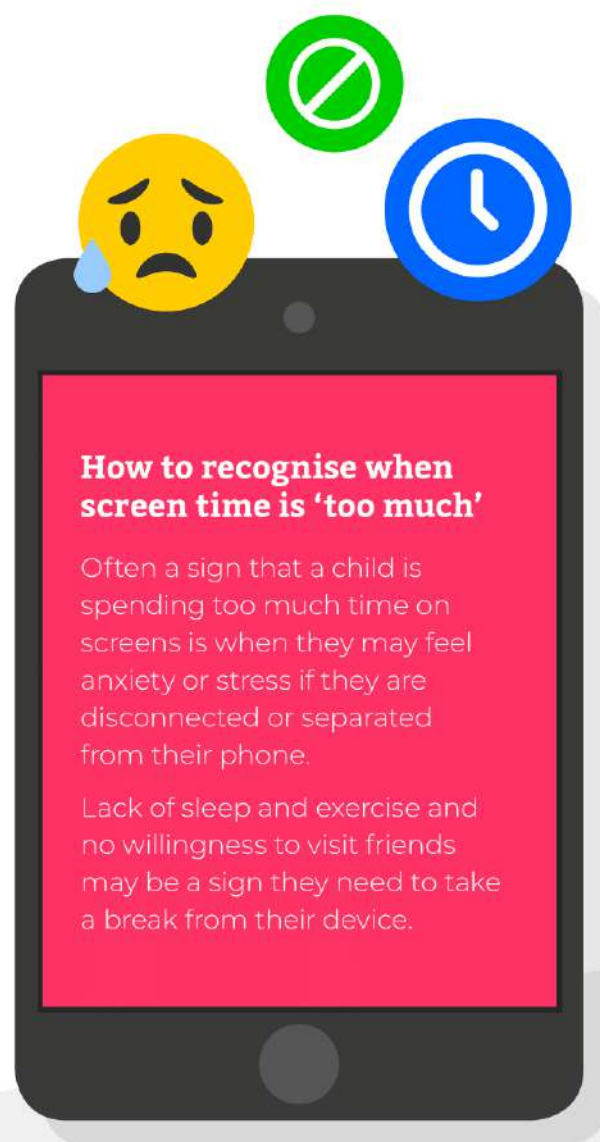 How to recognise when
screen time is ‘too much’
Often a sign that a child is
spending too much time on
screens is when they may feel
anxiety or stress if they are
disconnected or separated
from their phone.
Lack of sleep and exercise and
no willingness to visit friends
may be a sign they need to take
a break from their device.